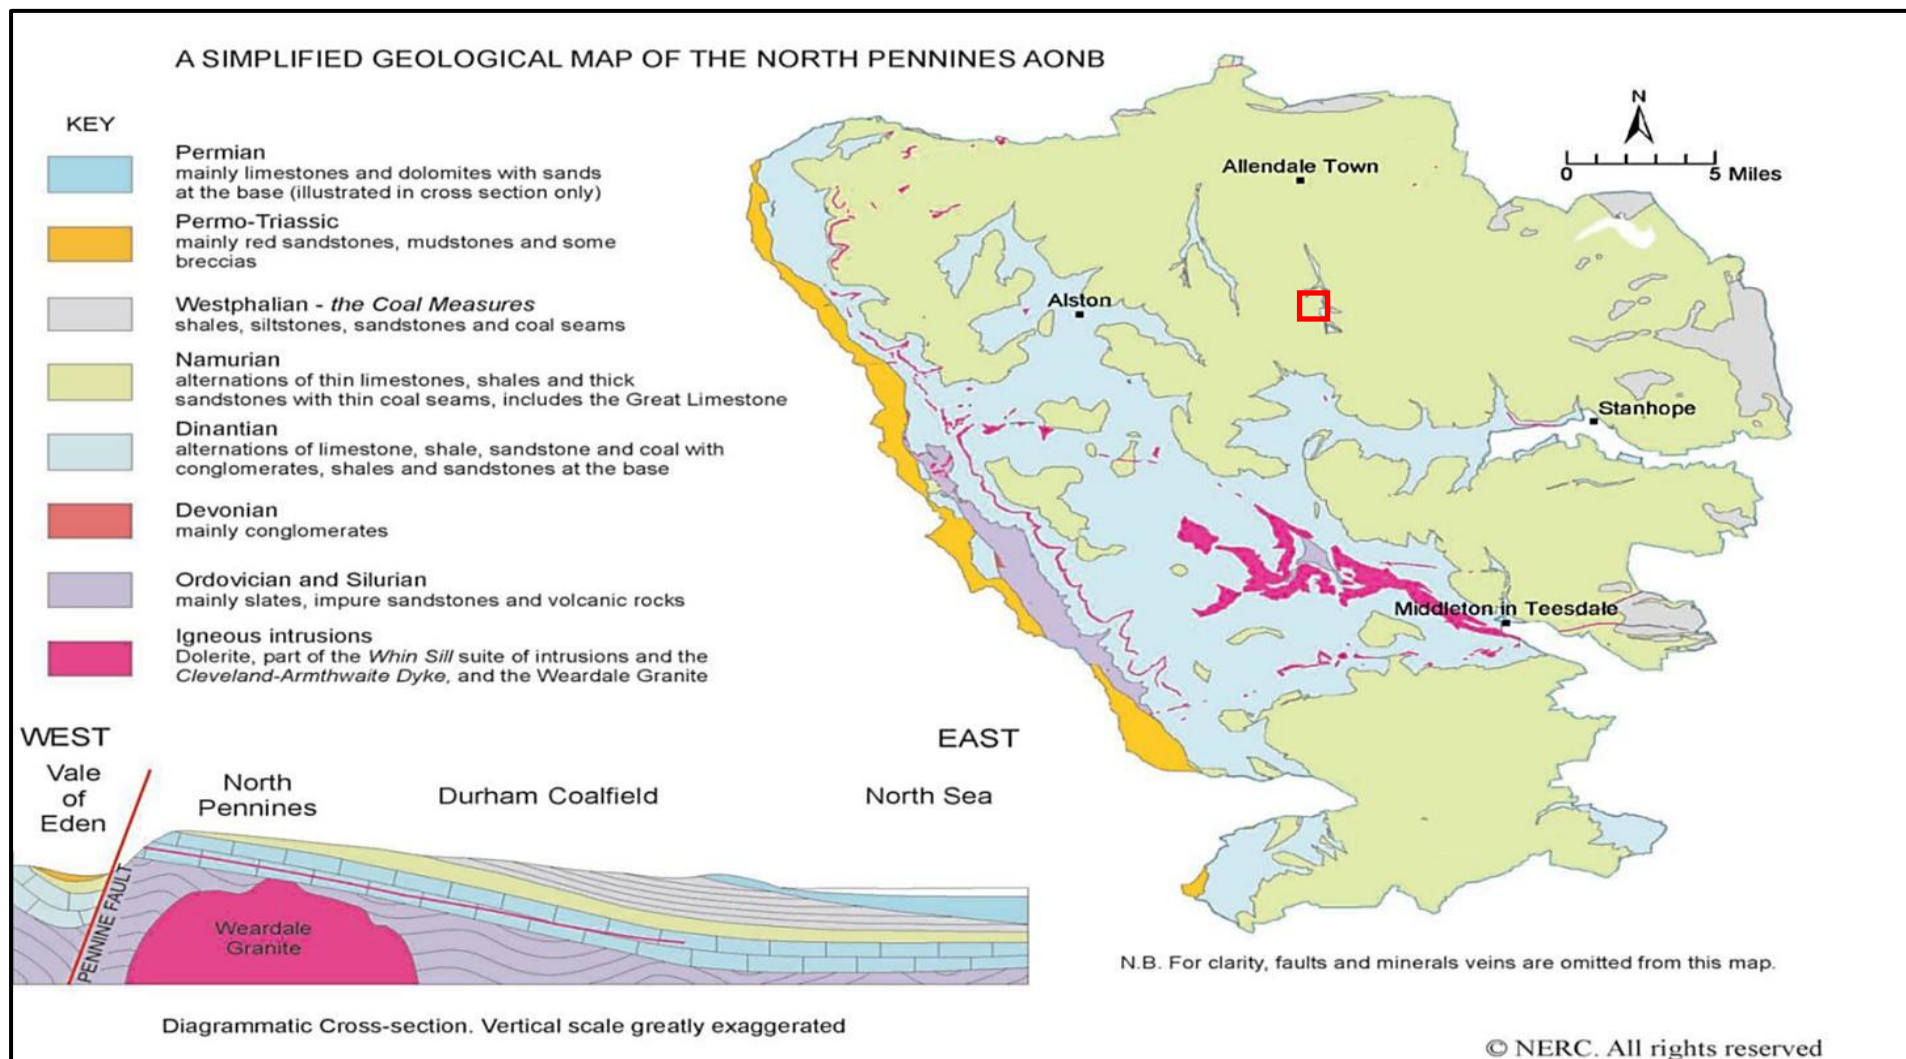 A SIMPLIFIED GEOLOGICAL MAP OF THE NORTH PENNINES AONB
KEY
Permian
mainly limestones and dolomites with sands
at the base (illustrated in cross section only)
Permo-Triassic
mainly red sandstones, mudstones and some
breccias
Westphalian - the Coal Measures
shales, siltstones, sandstones and coal seams
Namurian
alternations of thin limestones, shales and thick
sandstones with thin coal seams, includes the Great Limestone
Dinantian
alternations of limestone, shale, sandstone and coal with
conglomerates, shales and sandstones at the base
Devonian
mainly conglomerates
Ordovician and Silurian
mainly slates, impure sandstones and volcanic rocks
Igneous intrusions
Dolerite, part of the Whin Sill suite of intrusions and the
Cleveland-Armthwaite Dyke, and the Weardale Granite
N
0 5 Miles
Allendale Town
Alston
Stanhope
Middleton in Teesdale
WEST
EAST
Vale
of
Eden
North
Pennines
Durham Coalfield
North Sea
PENNINE FAULT
Weardale
Granite
N.B. For clarity, faults and minerals veins are omitted from this map.
Diagrammatic Cross-section. Vertical scale greatly exaggerated
© NERC. All rights reserved